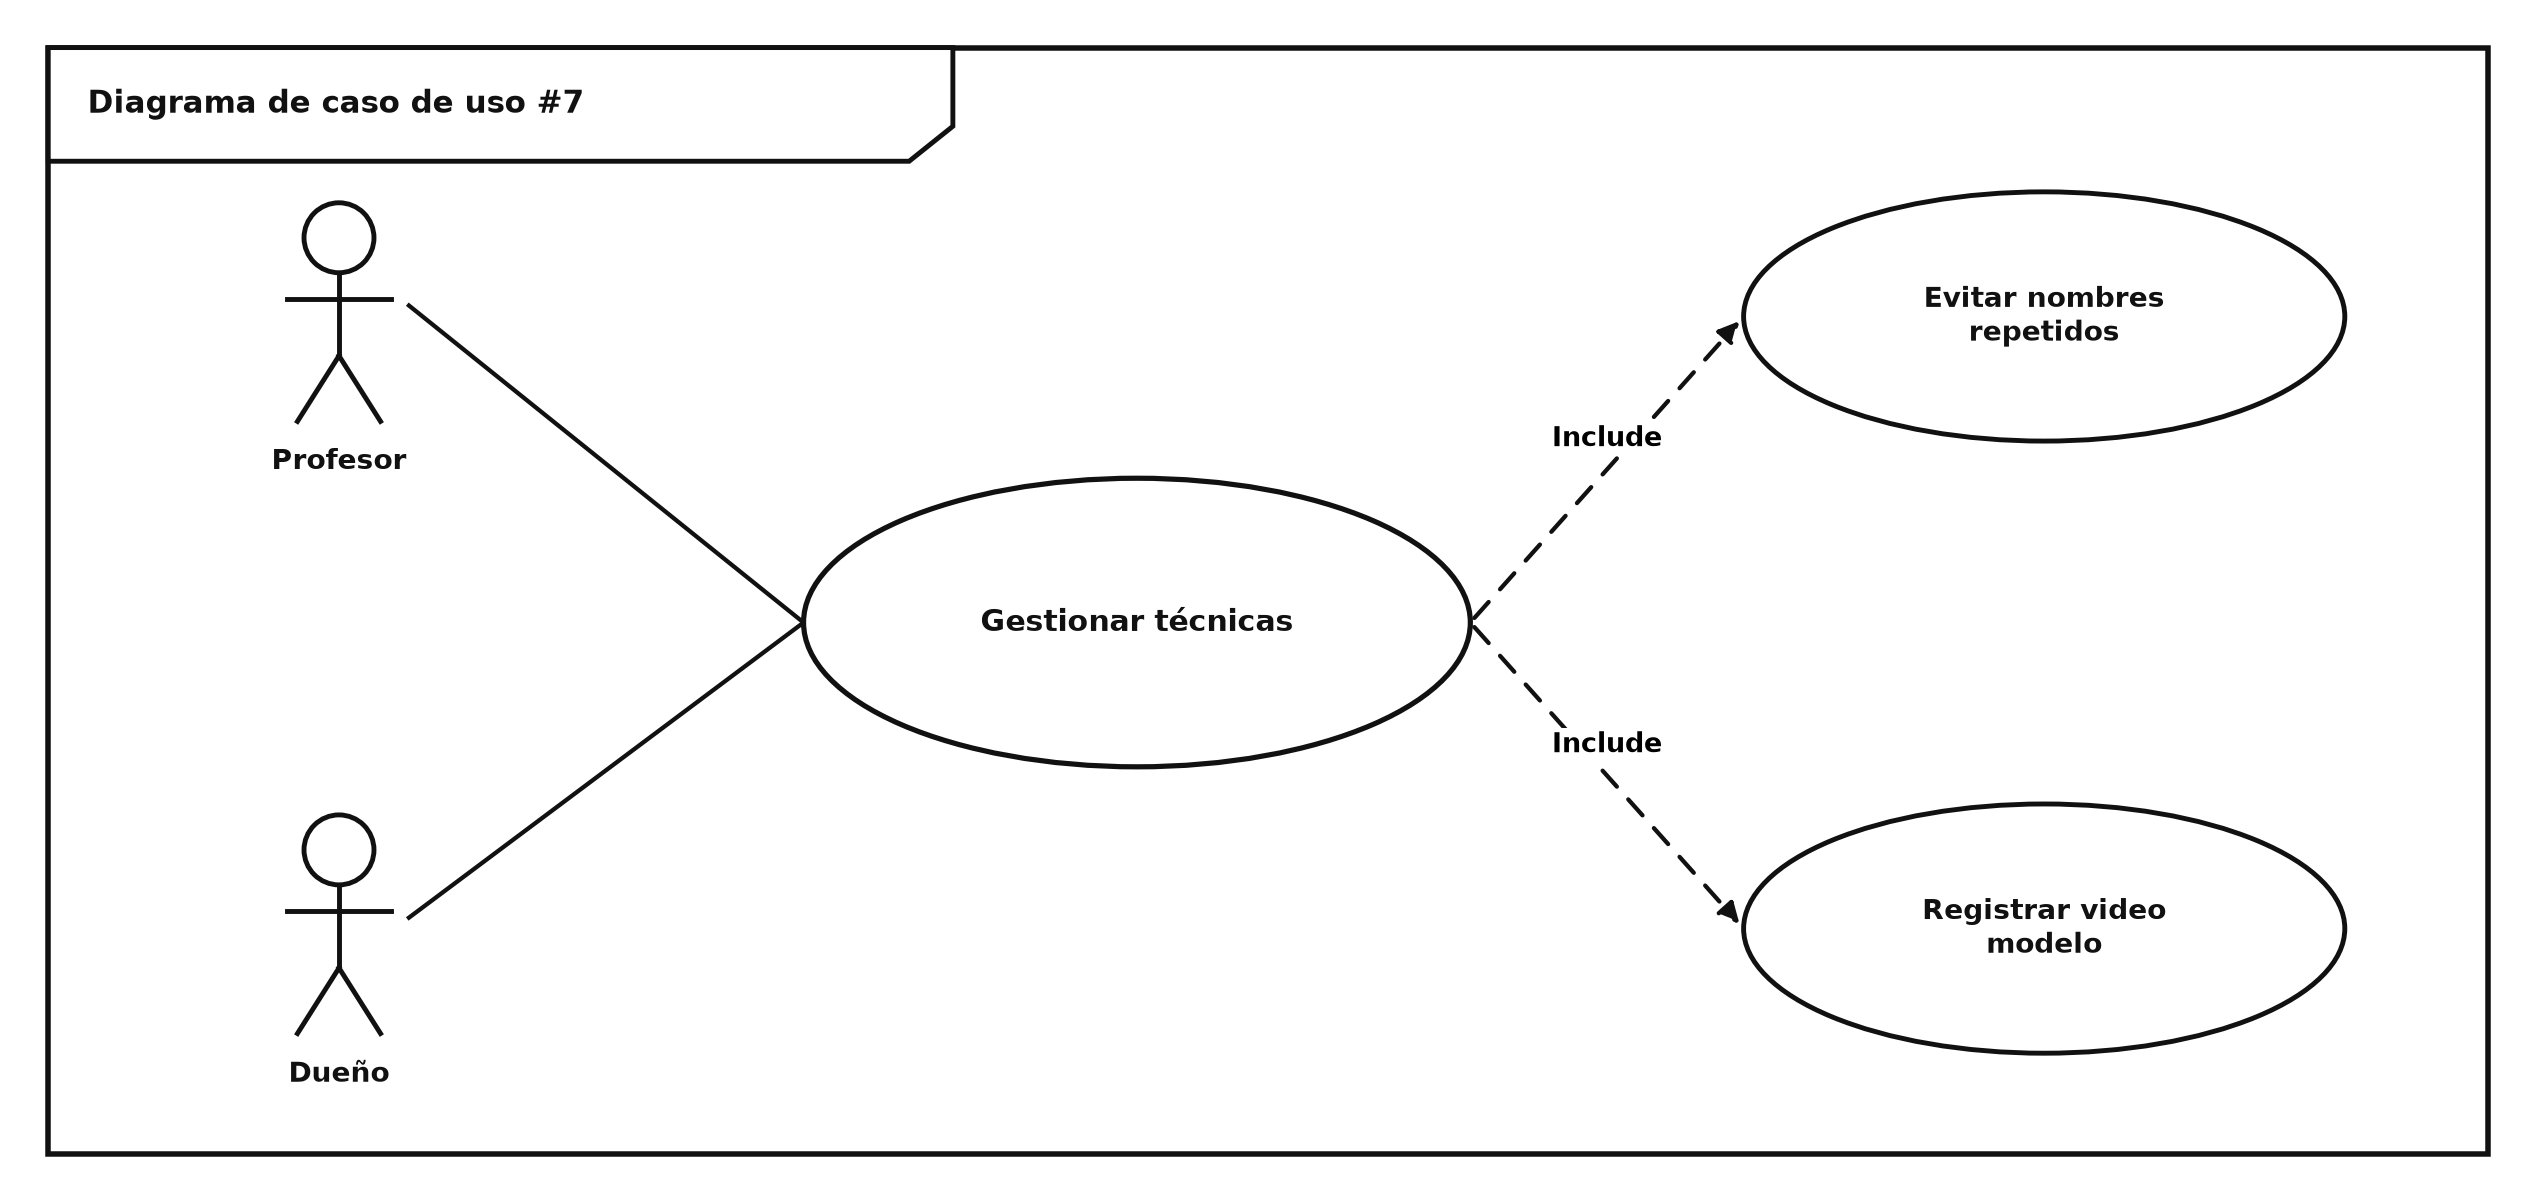 Diagrama de caso de uso #7
Profesor
Evitar nombres
repetidos
Include
Gestionar técnicas
Include
Registrar video
modelo
Dueño